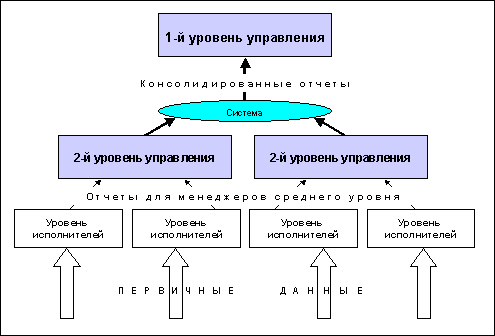 1-й уровень управления
Консолидированные отчеты
Система
2-й уровень управления
2-й уровень управления
Отчеты для менеджеров среднего уровня
Уровень
исполнителей
Уровень
исполнителей
Уровень
исполнителей
Уровень
исполнителей
ПЕРВИЧНЫЕ ДАННЫЕ